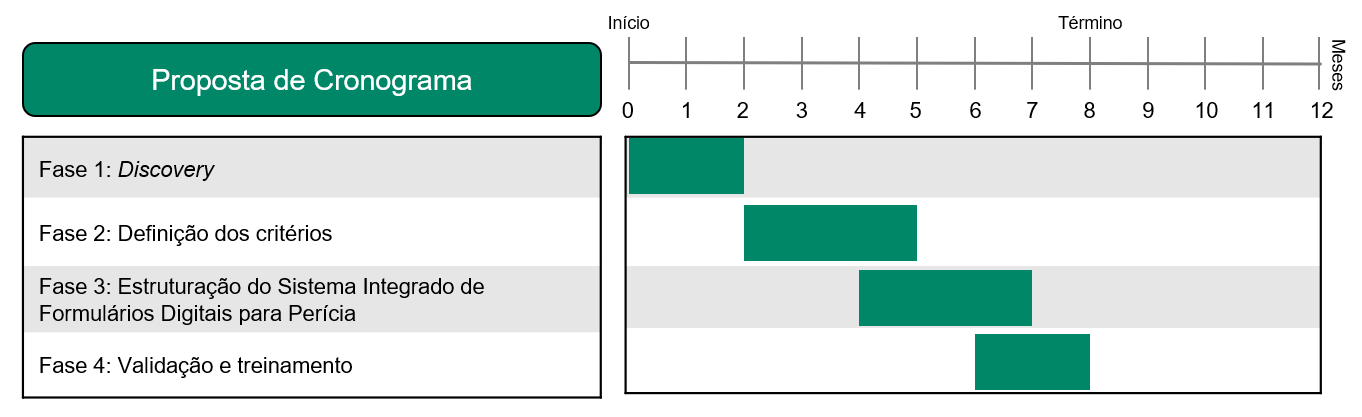 Início
Término
Meses
Proposta de Cronograma
0 1 2 3 4 5 6 7 8 9 10 11 12
Fase 1: Discovery
Fase 2: Definição dos critérios
Fase 3: Estruturação do Sistema Integrado de
Formulários Digitais para Perícia
Fase 4: Validação e treinamento